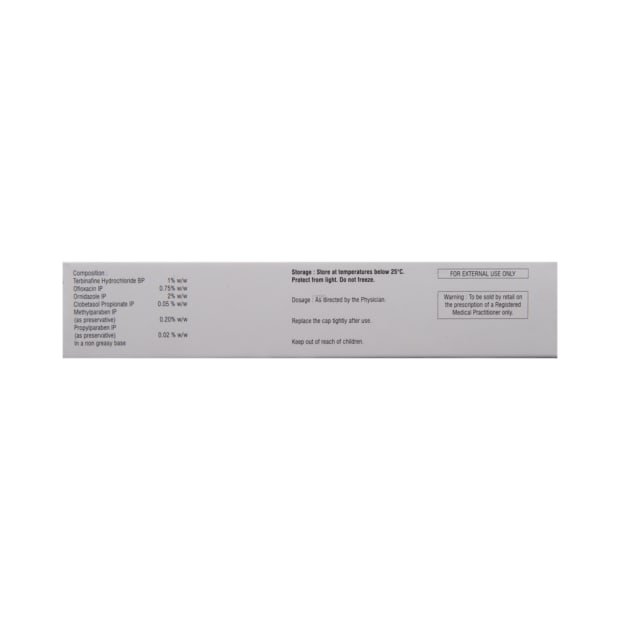 Composition :
Terbinafine Hydrochloride BP 1% w/w
Ofloxacin IP 0.75% w/w
Ornidazole IP 2% w/w
Clobetasol Propionate IP 0.05 % w/w
Methylparaben IP
(as preservative) 0.20% w/w
Propylparaben IP
(as preservative) 0.02 % w/w
In a non greasy base
Storage : Store at temperatures below 25°C.
Protect from light. Do not freeze.
Dosage : As directed by the Physician.
Replace the cap tightly after use.
Keep out of reach of children.
FOR EXTERNAL USE ONLY
Warning : To be sold by retail on
the prescription of a Registered
Medical Practitioner only.